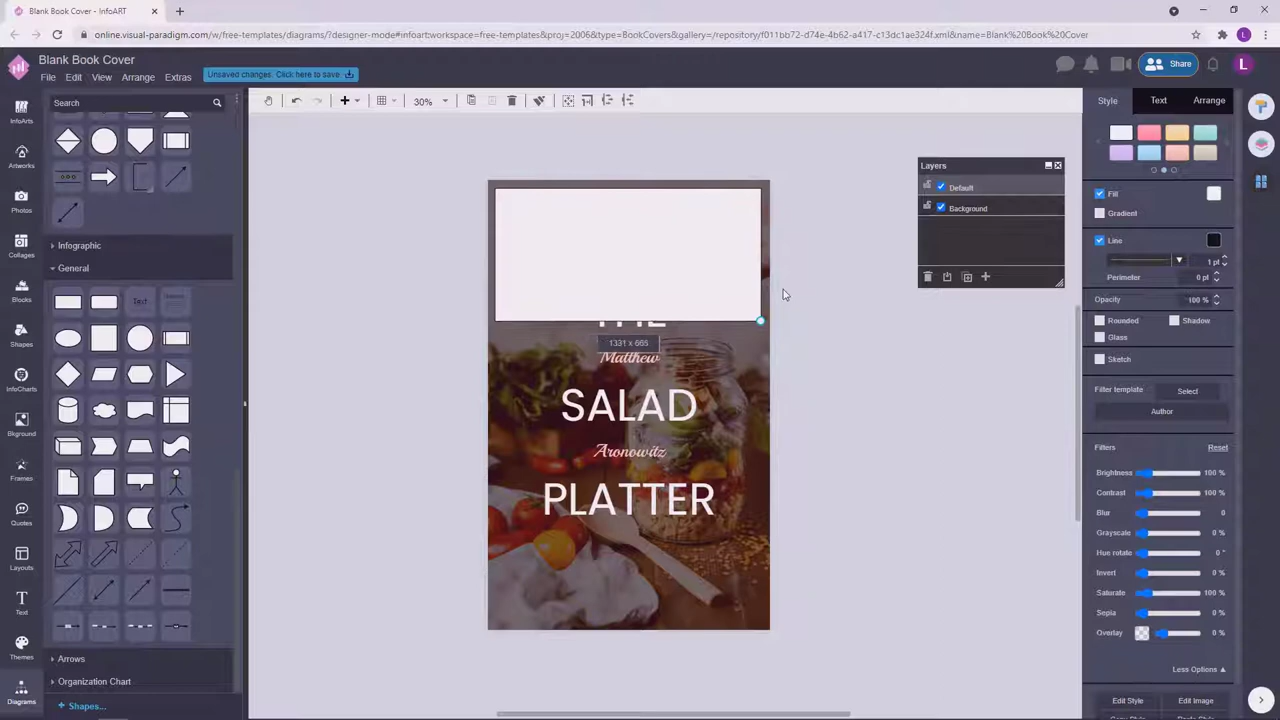 Blank Book Cover - InfoART
online.visual-paradigm.com/w/free-templates/diagrams/?designer-mode#infoart:workspace=free-templates&proj=2006&type=BookCovers&gallery=/repository/f011bb72-d74e-4b62-a417-c13dc1ae324f.xml&name=Blank%20Book%20Cover
Blank Book Cover
File
Edit
View
Arrange
Extras
Unsaved changes. Click here to save.
Share
L
L
Search
30%
Style
Text
Arrange
InfoArts
Artworks
Photos
Collages
Blocks
Shapes
InfoCharts
Bkground
Frames
Quotes
Layouts
Text
Themes
Diagrams
Infographic
General
Text
Arrows
Organization Chart
+ Shapes...
THE
1331 x 665
Matthew
SALAD
Aronowitz
PLATTER
Layers
Default
Background
Fill
Gradient
Line
1 pt
Perimeter
0 pt
Opacity
100 %
Rounded
Shadow
Glass
Sketch
Filter template
Select
Author
Filters
Reset
Brightness
100 %
Contrast
100 %
Blur
0
Grayscale
0 %
Hue rotate
0 °
Invert
0 %
Saturate
100 %
Sepia
0 %
Overlay
0 %
Less Options
Edit Style
Edit Image